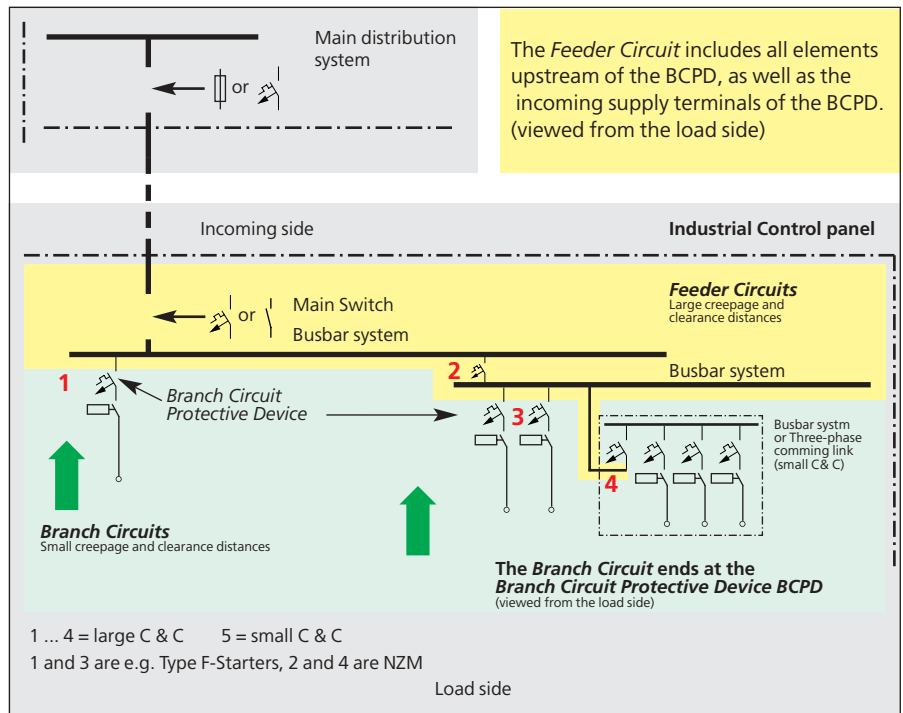 Main distribution
system
or
The Feeder Circuit includes all elements
upstream of the BCPD, as well as the
incoming supply terminals of the BCPD.
(viewed from the load side)
Incoming side
Industrial Control panel
or
Main Switch
Busbar system
Feeder Circuits
Large creepage and
clearance distances
1
Branch Circuit
Protective Device
2
Busbar system
3
4
Busbar systm
or Three-phase
comming link
(small C& C)
Branch Circuits
Small creepage and clearance distances
The Branch Circuit ends at the
Branch Circuit Protective Device BCPD
(viewed from the load side)
1 ... 4 = large C & C 5 = small C & C
1 and 3 are e.g. Type F-Starters, 2 and 4 are NZM
Load side